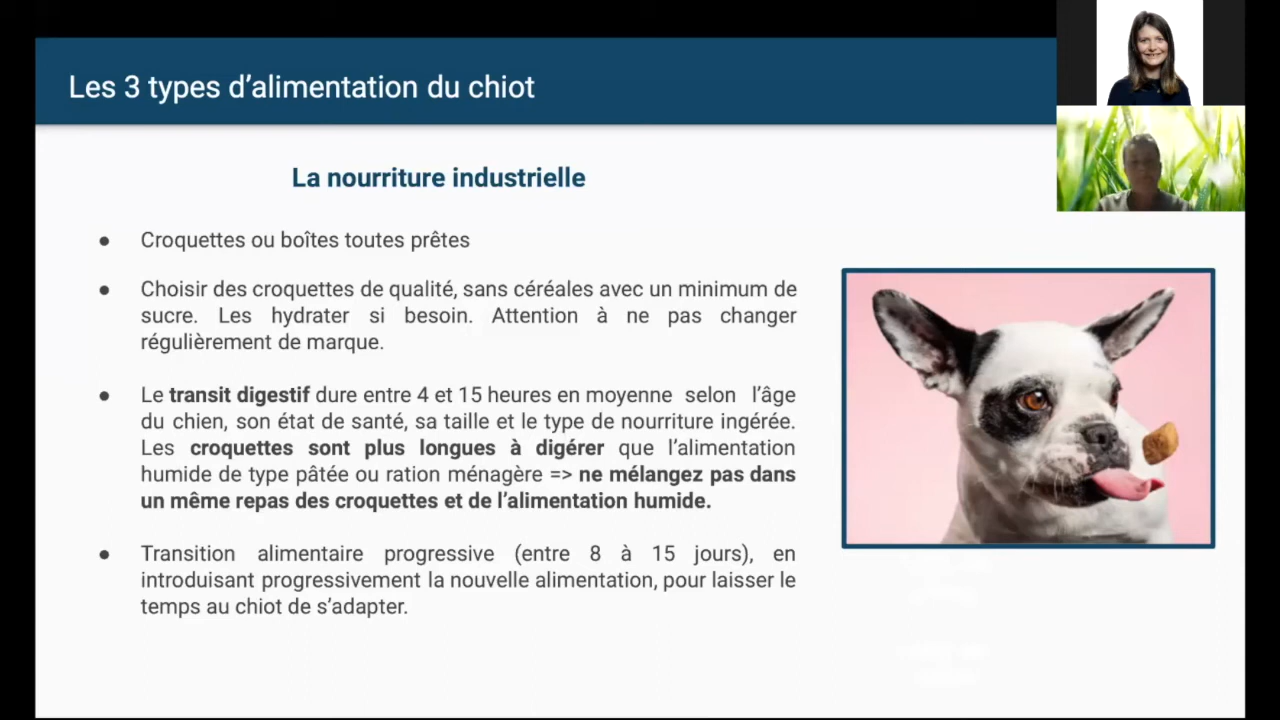 Les 3 types d’alimentation du chiot
La nourriture industrielle
● Croquettes ou boîtes toutes prêtes
● Choisir des croquettes de qualité, sans céréales avec un minimum de
sucre. Les hydrater si besoin. Attention à ne pas changer
régulièrement de marque.
● Le transit digestif dure entre 4 et 15 heures en moyenne selon l’âge
du chien, son état de santé, sa taille et le type de nourriture ingérée.
Les croquettes sont plus longues à digérer que l’alimentation
humide de type pâtée ou ration ménagère => ne mélangez pas dans
un même repas des croquettes et de l’alimentation humide.
● Transition alimentaire progressive (entre 8 à 15 jours), en
introduisant progressivement la nouvelle alimentation, pour laisser le
temps au chiot de s’adapter.